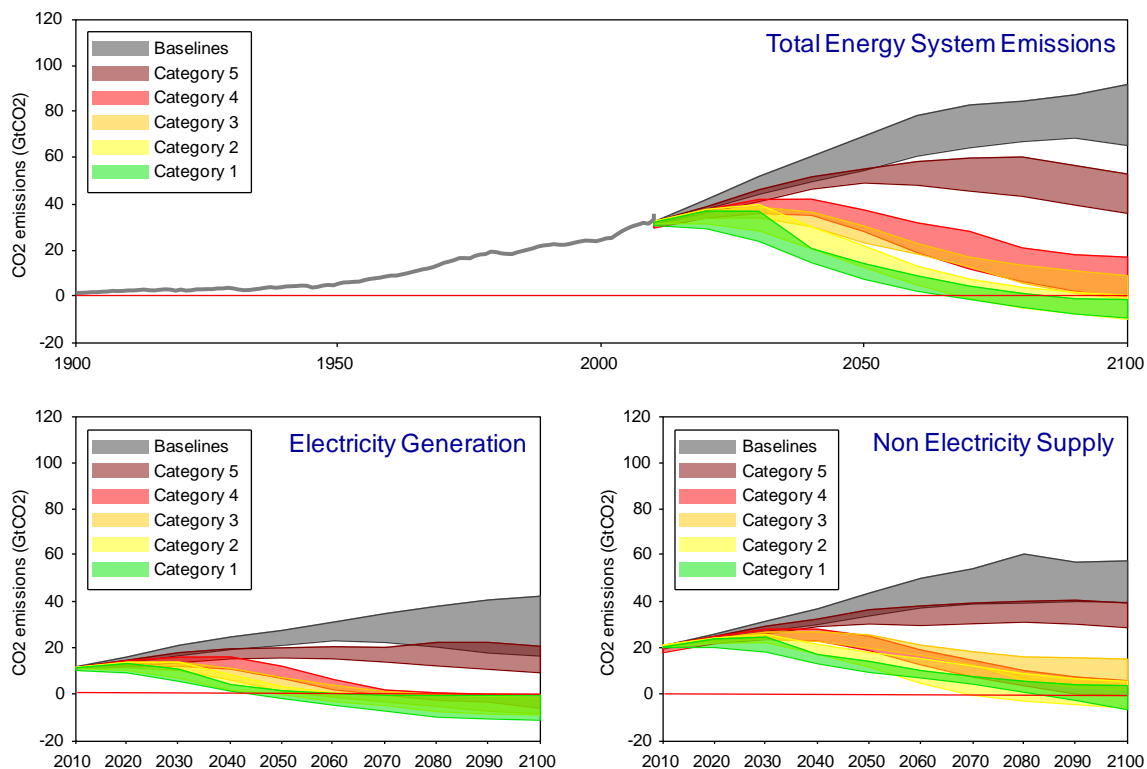 Total Energy System Emissions
CO2 emissions (GtCO2)
120
100
80
60
40
20
0
-20
Baselines
Category 5
Category 4
Category 3
Category 2
Category 1
1900 1950 2000 2050 2100
Electricity Generation
CO2 emissions (GtCO2)
120
100
80
60
40
20
0
-20
Baselines
Category 5
Category 4
Category 3
Category 2
Category 1
2010 2020 2030 2040 2050 2060 2070 2080 2090 2100
Non Electricity Supply
CO2 emissions (GtCO2)
120
100
80
60
40
20
0
-20
Baselines
Category 5
Category 4
Category 3
Category 2
Category 1
2010 2020 2030 2040 2050 2060 2070 2080 2090 2100